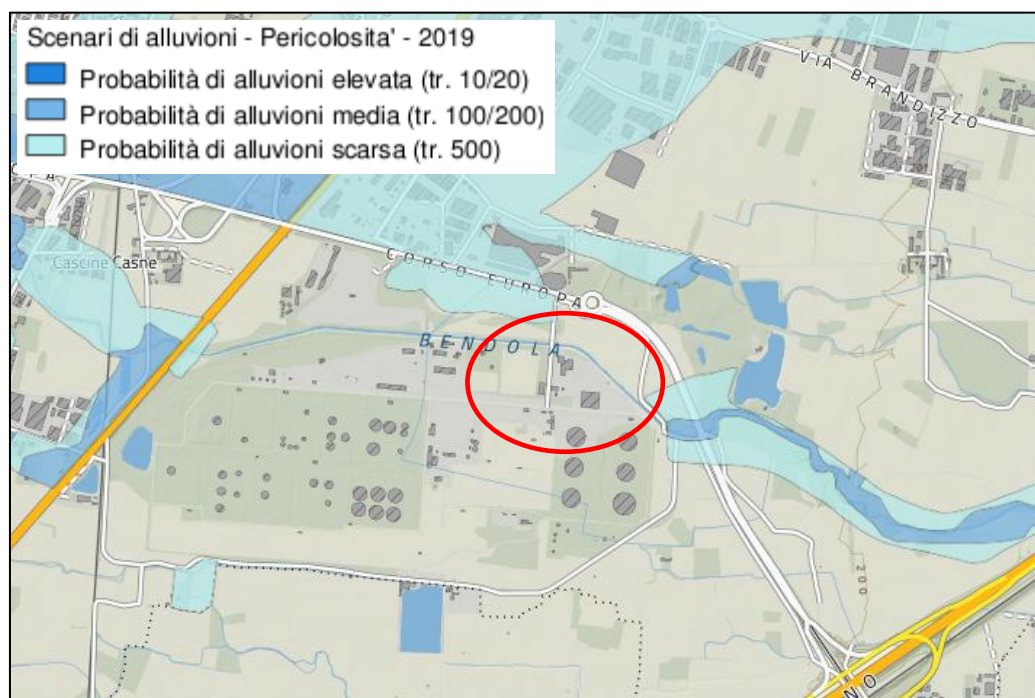 Scenari di alluvioni - Pericolosita' - 2019
Probabilità di alluvioni elevata (tr. 10/20)
Probabilità di alluvioni media (tr. 100/200)
Probabilità di alluvioni scarsa (tr. 500)
VIA BRANDIZZO
Cascine Casne
CORSO EUROPA
BENDOLA
200